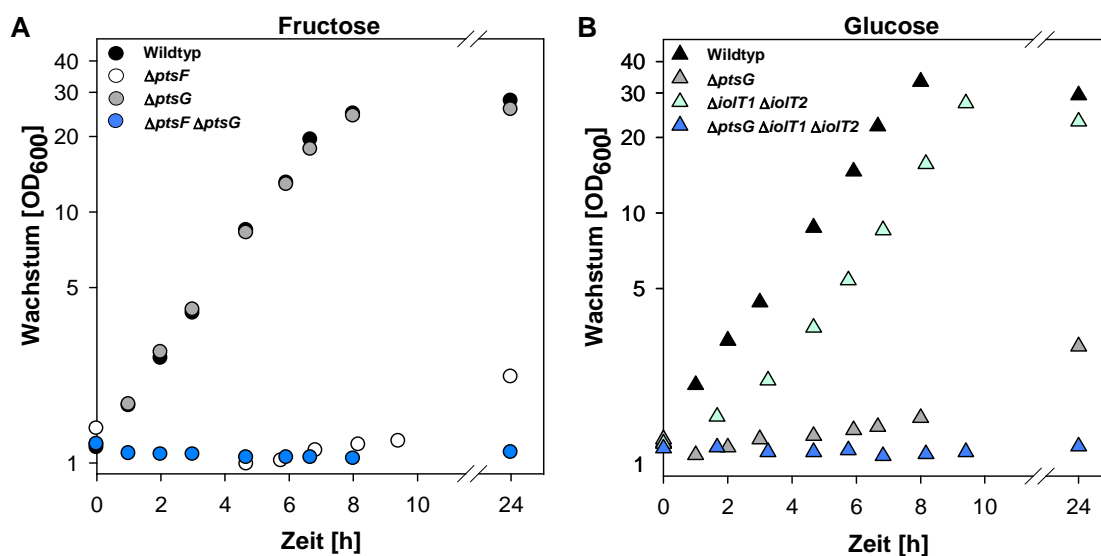 A
Fructose
Wildtyp
ΔptsF
ΔptsG
ΔptsF ΔptsG
Wachstum [OD600]
40
30
20
10
5
1
0 2 4 6 8 10 24
Zeit [h]
B
Glucose
Wildtyp
ΔptsG
ΔiolT1 ΔiolT2
ΔptsG ΔiolT1 ΔiolT2
Wachstum [OD600]
40
30
20
10
5
1
0 2 4 6 8 10 24
Zeit [h]